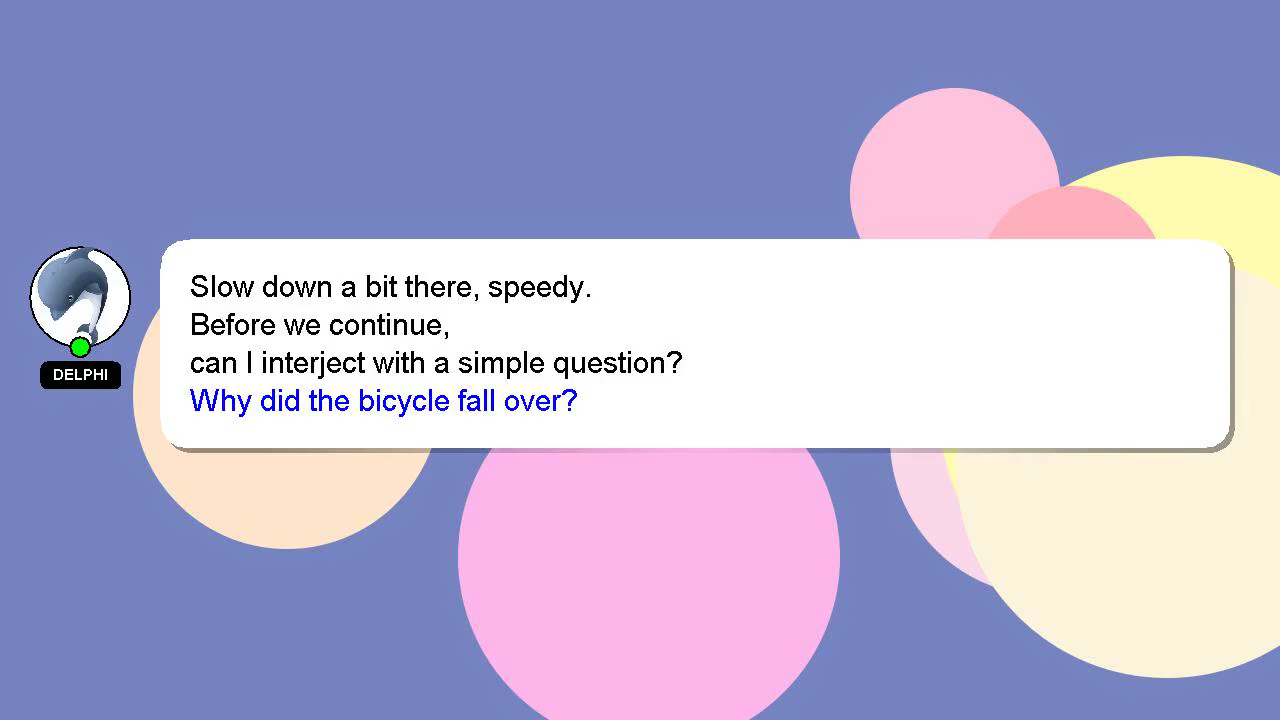 Slow down a bit there, speedy.
Before we continue,
can I interject with a simple question?
Why did the bicycle fall over?
DELPHI